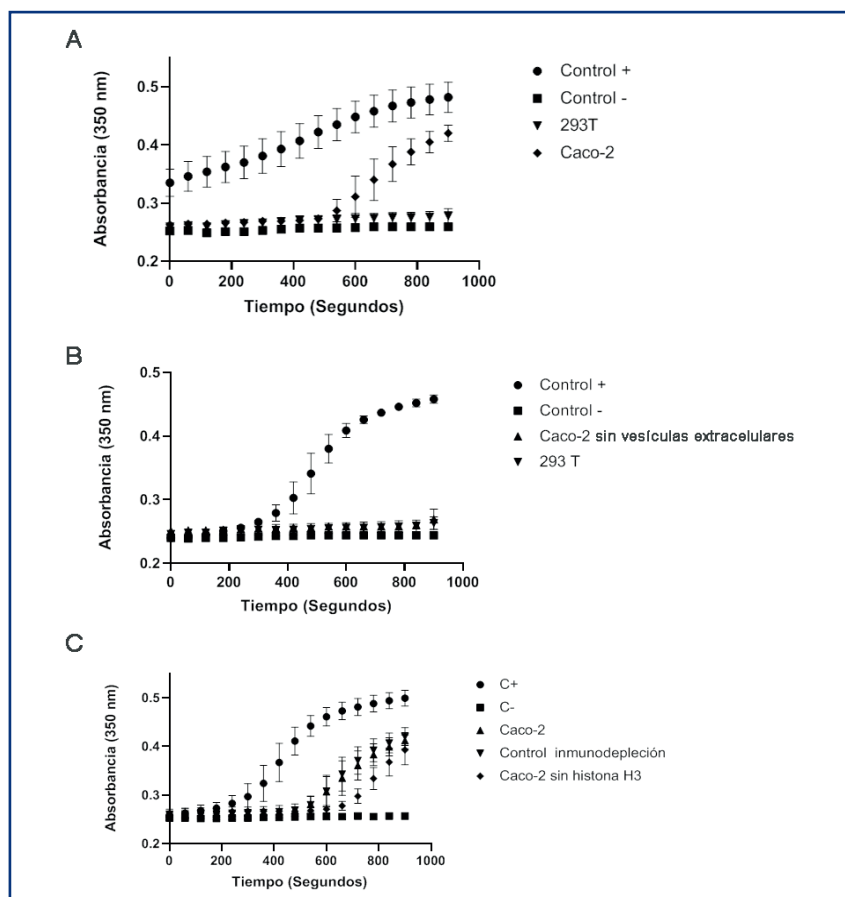 A
Absorbancia (350 nm)
0.5
0.4
0.3
0.2
0 200 400 600 800 1000
Tiempo (Segundos)
Control +
Control -
293T
Caco-2
B
Absorbancia (350 nm)
0.5
0.4
0.3
0.2
0 200 400 600 800 1000
Tiempo (Segundos)
Control +
Control -
Caco-2 sin vesículas extracelulares
293 T
C
Absorbancia (350 nm)
0.5
0.4
0.3
0.2
0 200 400 600 800 1000
Tiempo (Segundos)
C+
C-
Caco-2
Control inmunodepleción
Caco-2 sin histona H3